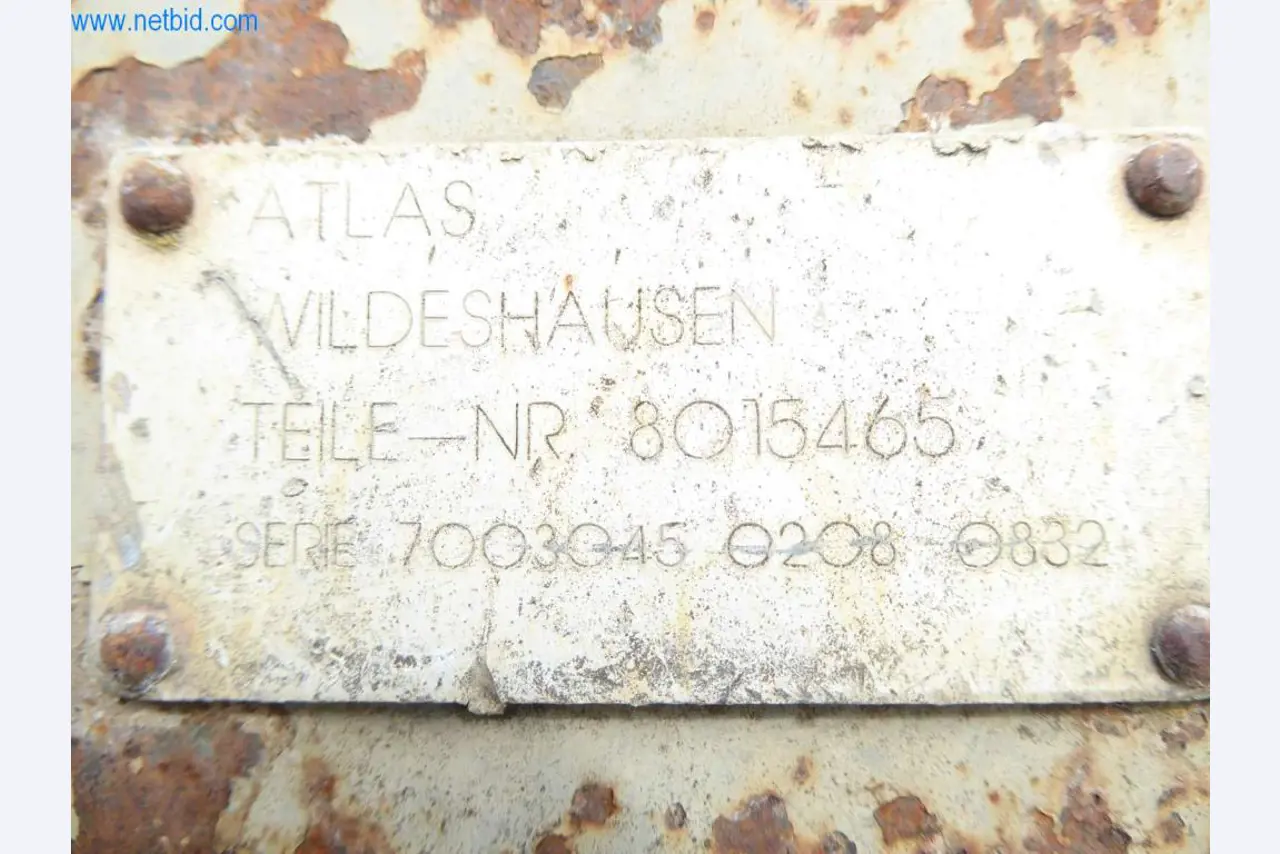 www.netbid.com
ATLAS
WILDESHAUSEN
TEILE-NR. 8015465
SERIE 7003045 0208 0832